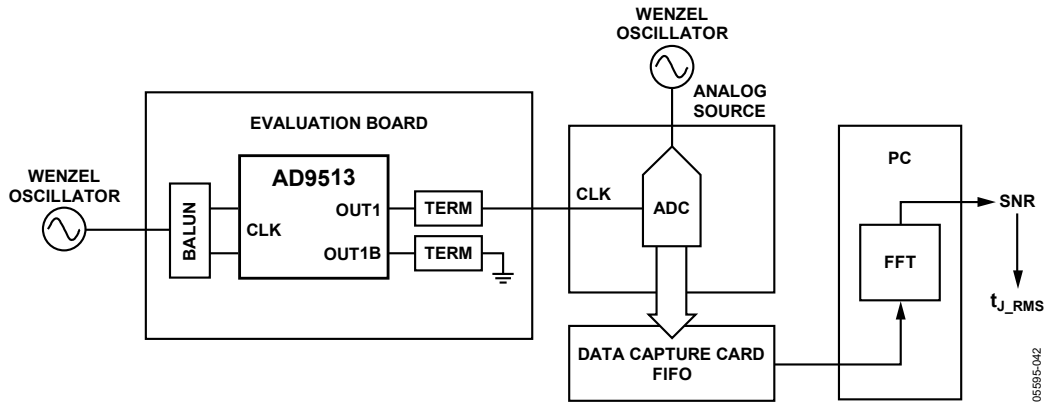 WENZEL
OSCILLATOR
ANALOG
SOURCE
EVALUATION BOARD
PC
WENZEL
OSCILLATOR
BALUN
AD9513
CLK
OUT1
OUT1B
TERM
TERM
CLK
ADC
SNR
FFT
tJ_RMS
DATA CAPTURE CARD
FIFO
05595-042